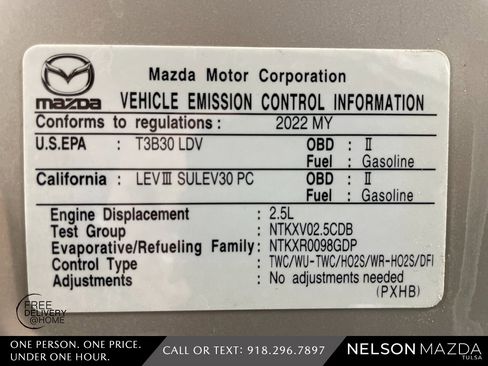 Mazda Motor Corporation
mazda VEHICLE EMISSION CONTROL INFORMATION
Conforms to regulations : 2022 MY
U.S.EPA : T3B30 LDV OBD : II
Fuel : Gasoline
California : LEVIII SULEV30 PC OBD : II
Fuel : Gasoline
Engine Displacement : 2.5L
Test Group : NTKXV02.5CDB
Evaporative/Refueling Family: NTKXR0098GDP
Control Type : TWC/WU-TWC/HO2S/WR-HO2S/DFI
Adjustments : No adjustments needed
(PXHB)
FREE
DELIVERY
@HOME
ONE PERSON. ONE PRICE.
UNDER ONE HOUR.
CALL OR TEXT: 918.296.7897
NELSON MAZDA
TULSA